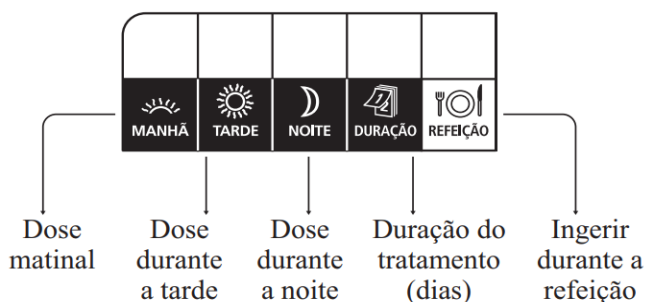 MANHÃ TARDE NOITE DURAÇÃO REFEIÇÃO
Dose matinal
Dose durante a tarde
Dose durante a noite
Duração do tratamento (dias)
Ingerir durante a refeição